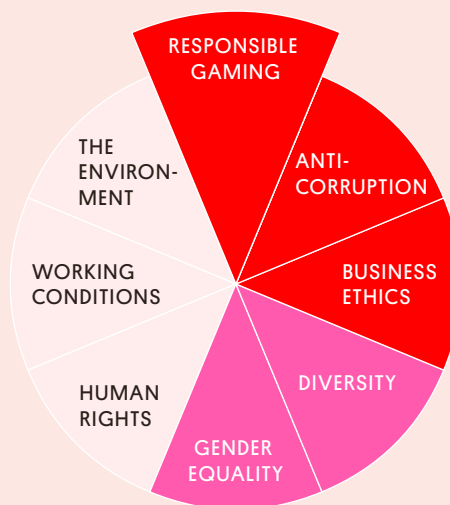 RESPONSIBLE
GAMING
ANTI-
CORRUPTION
BUSINESS
ETHICS
DIVERSITY
GENDER
EQUALITY
HUMAN
RIGHTS
WORKING
CONDITIONS
THE
ENVIRON-
MENT